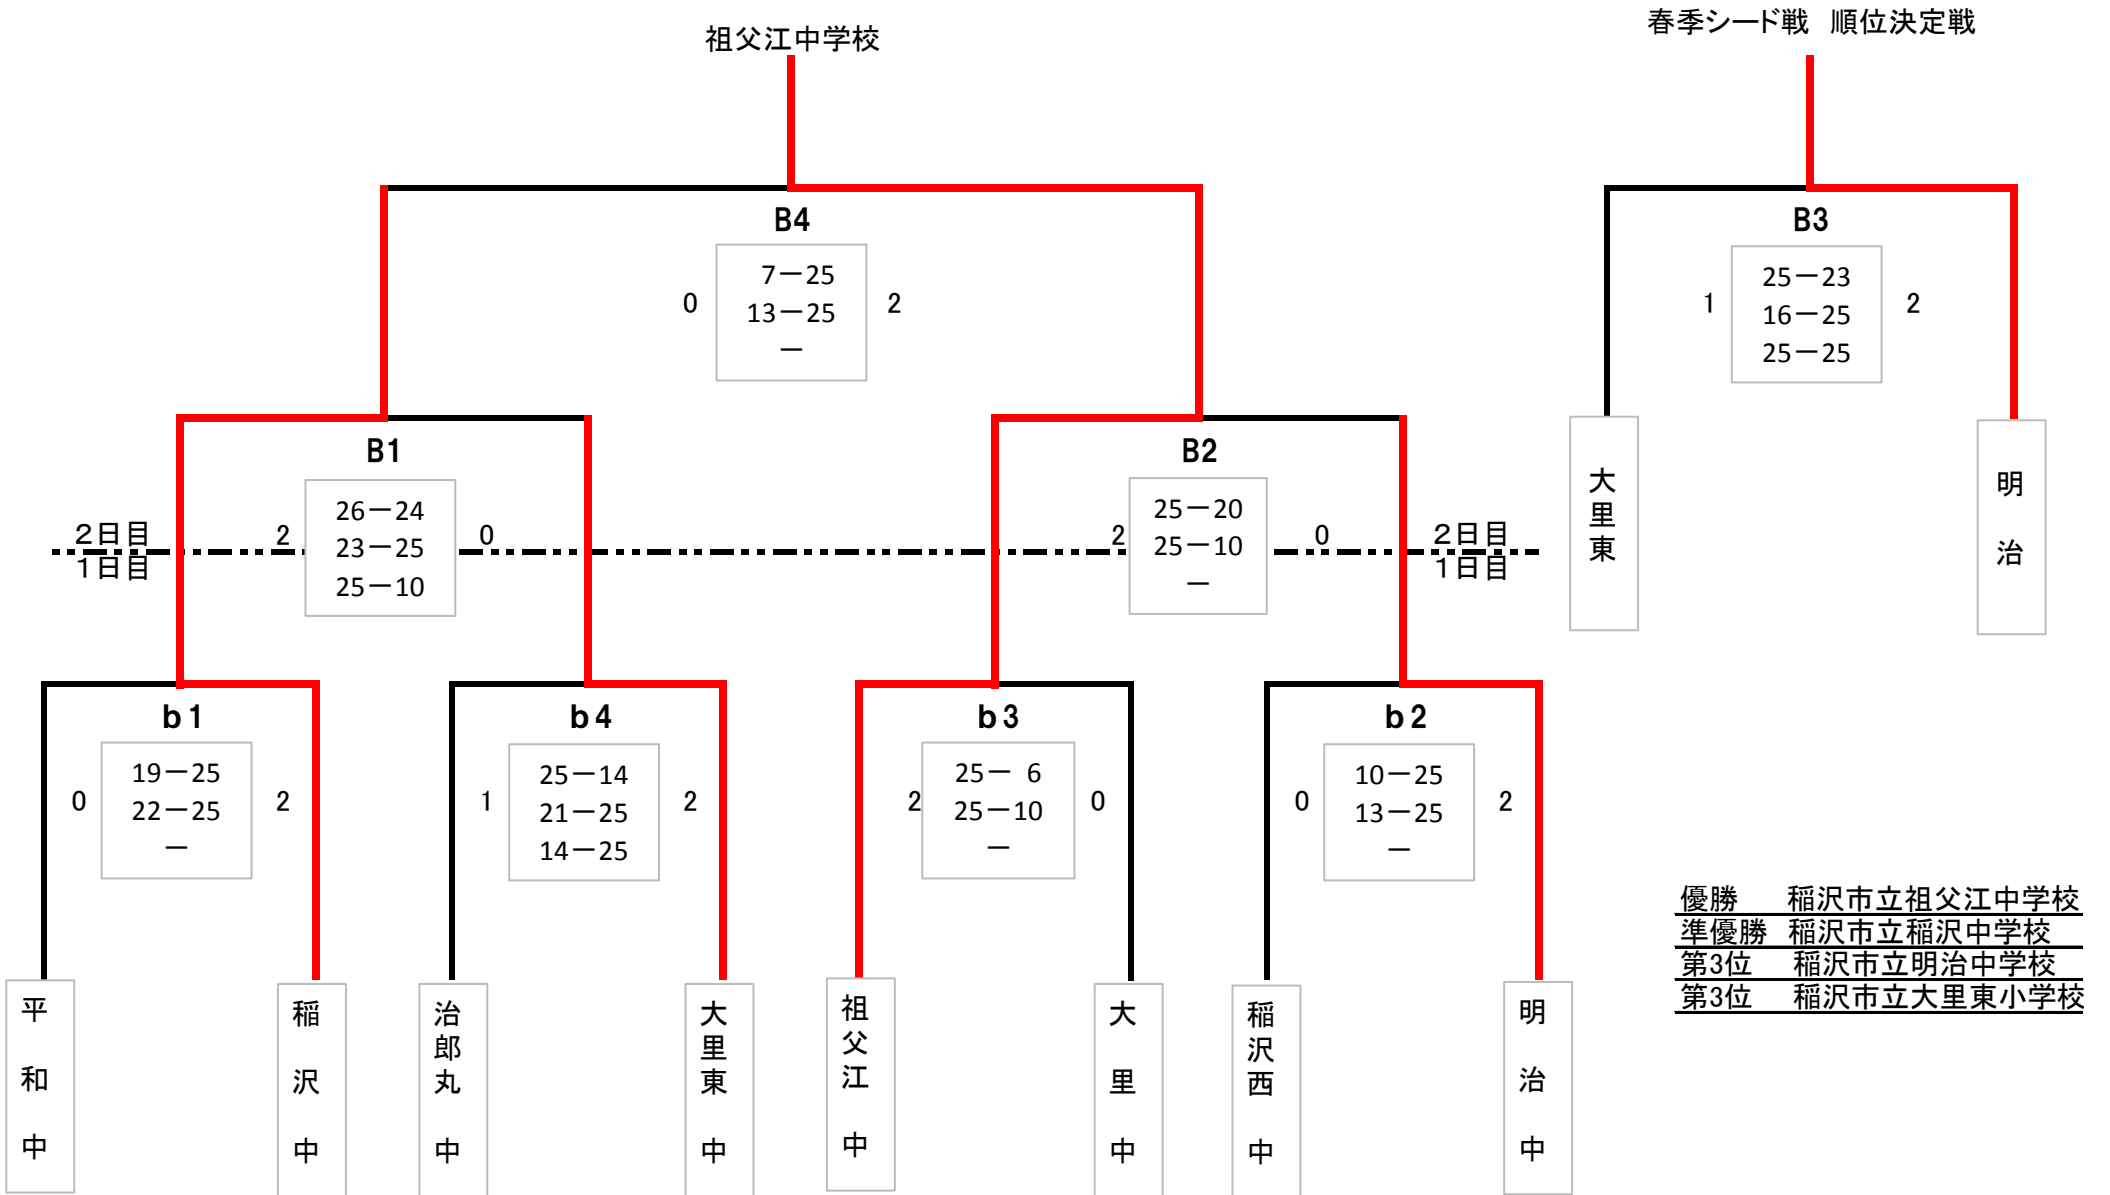 祖父江中学校
春季シード戦 順位決定戦
B4
0
7－25
13－25
－
2
B3
1
25－23
16－25
25－25
2
大里東
明治
B1
2
26－24
23－25
25－10
0
B2
2
25－20
25－10
－
0
2日目
1日目
2日目
1日目
b1
0
19－25
22－25
－
2
b4
1
25－14
21－25
14－25
2
b3
2
25－ 6
25－10
－
0
b2
0
10－25
13－25
－
2
優勝 稲沢市立祖父江中学校
準優勝 稲沢市立稲沢中学校
第3位 稲沢市立明治中学校
第3位 稲沢市立大里東小学校
平和中
稲沢中
治郎丸中
大里東中
祖父江中
大里中
稲沢西中
明治中